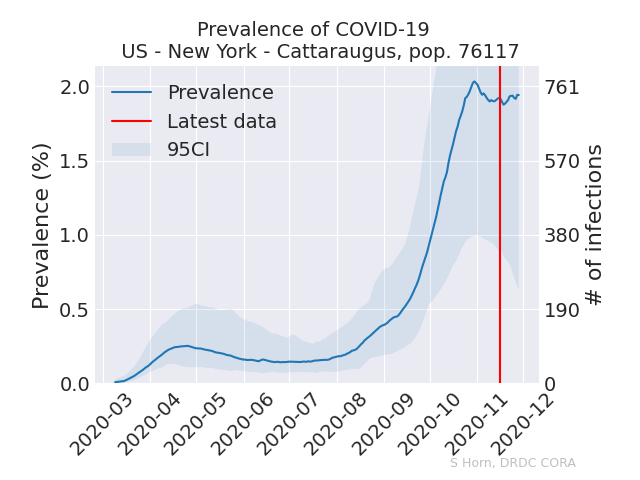 Prevalence of COVID-19
US - New York - Cattaraugus, pop. 76117
Prevalence
Latest data
95CI
Prevalence (%)
2.0
1.5
1.0
0.5
0.0
761
570
380
190
0
# of infections
2020-03
2020-04
2020-05
2020-06
2020-07
2020-08
2020-09
2020-10
2020-11
2020-12
S Horn, DRDC CORA